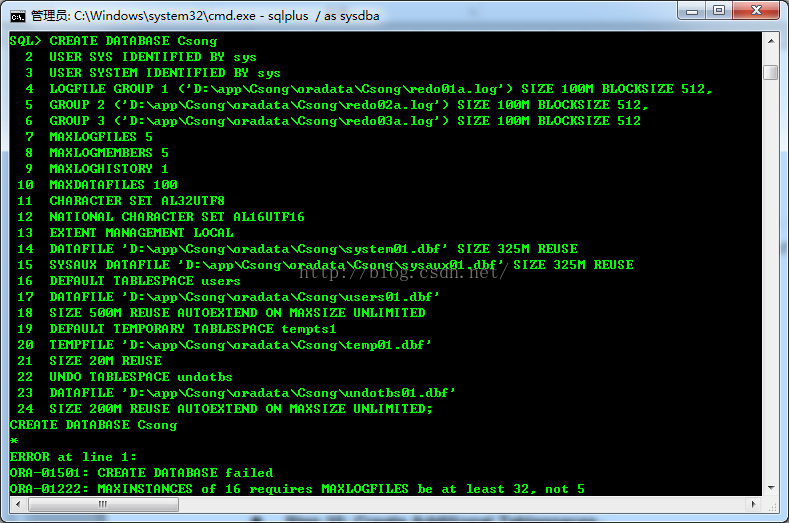 管理员: C:\Windows\system32\cmd.exe - sqlplus / as sysdba
SQL> CREATE DATABASE Csong
2 USER SYS IDENTIFIED BY sys
3 USER SYSTEM IDENTIFIED BY sys
4 LOGFILE GROUP 1 ('D:\app\Csong\oradata\Csong\redo01a.log') SIZE 100M BLOCKSIZE 512,
5 GROUP 2 ('D:\app\Csong\oradata\Csong\redo02a.log') SIZE 100M BLOCKSIZE 512,
6 GROUP 3 ('D:\app\Csong\oradata\Csong\redo03a.log') SIZE 100M BLOCKSIZE 512
7 MAXLOGFILES 5
8 MAXLOGMEMBERS 5
9 MAXLOGHISTORY 1
10 MAXDATAFILES 100
11 CHARACTER SET AL32UTF8
12 NATIONAL CHARACTER SET AL16UTF16
13 EXTENT MANAGEMENT LOCAL
14 DATAFILE 'D:\app\Csong\oradata\Csong\system01.dbf' SIZE 325M REUSE
15 SYSAUX DATAFILE 'D:\app\Csong\oradata\Csong\sysaux01.dbf' SIZE 325M REUSE
http://blog.csdn.net/
16 DEFAULT TABLESPACE users
17 DATAFILE 'D:\app\Csong\oradata\Csong\users01.dbf'
18 SIZE 500M REUSE AUTOEXTEND ON MAXSIZE UNLIMITED
19 DEFAULT TEMPORARY TABLESPACE tempts1
20 TEMPFILE 'D:\app\Csong\oradata\Csong\temp01.dbf'
21 SIZE 20M REUSE
22 UNDO TABLESPACE undotbs
23 DATAFILE 'D:\app\Csong\oradata\Csong\undotbs01.dbf'
24 SIZE 200M REUSE AUTOEXTEND ON MAXSIZE UNLIMITED;
CREATE DATABASE Csong
*
ERROR at line 1:
ORA-01501: CREATE DATABASE failed
ORA-01222: MAXINSTANCES of 16 requires MAXLOGFILES be at least 32, not 5